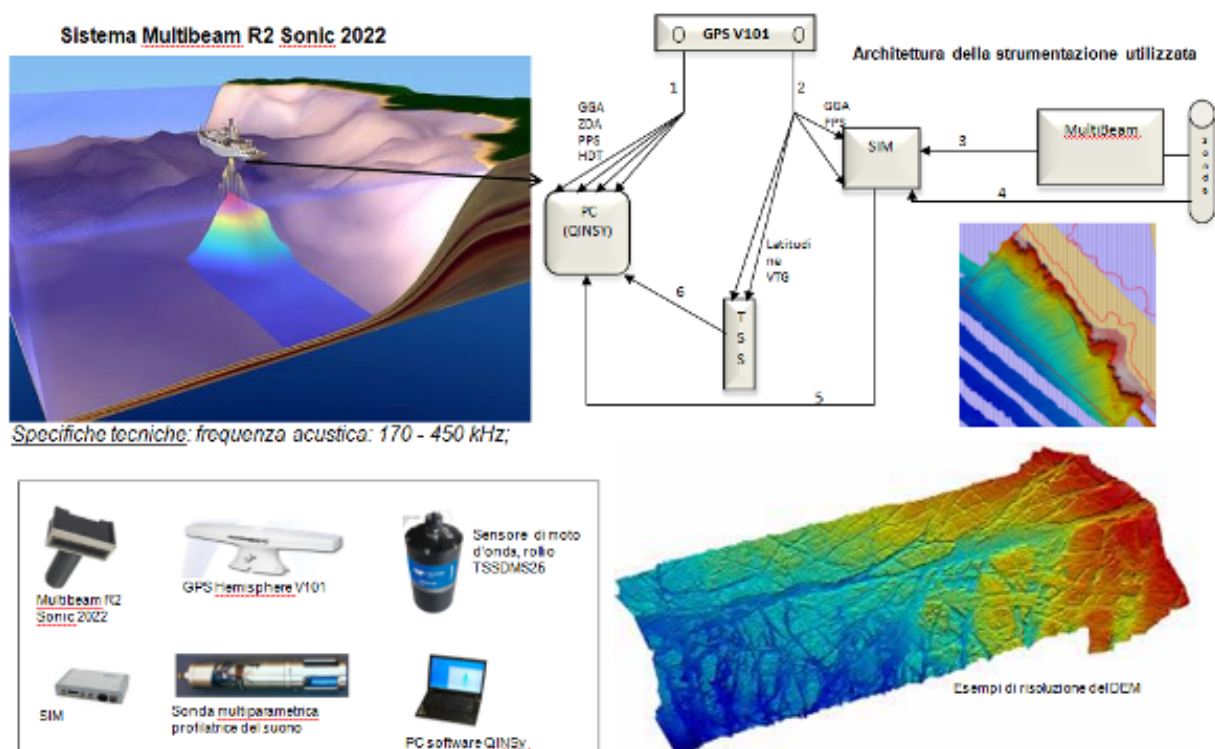 Sistema Multibeam R2 Sonic 2022
GPS V101
Architettura della strumentazione utilizzata
1
2
GGA
ZDA
PPS
HDT
GGA
PPS
SIM
3
MultiBeam
4
PC
(QINSY)
Latitudi
ne
VTG
6
T
S
S
5
Specifiche tecniche: frequenza acustica: 170 - 450 kHz;
Multibeam R2
Sonic 2022
GPS Hemisphere V101
Sensore di moto
d'onda, rollio
TSSDMS25
SIM
Sonda multiparametrica
profilatrice del suono
PC software QINSy
Esempi di risoluzione del DEM